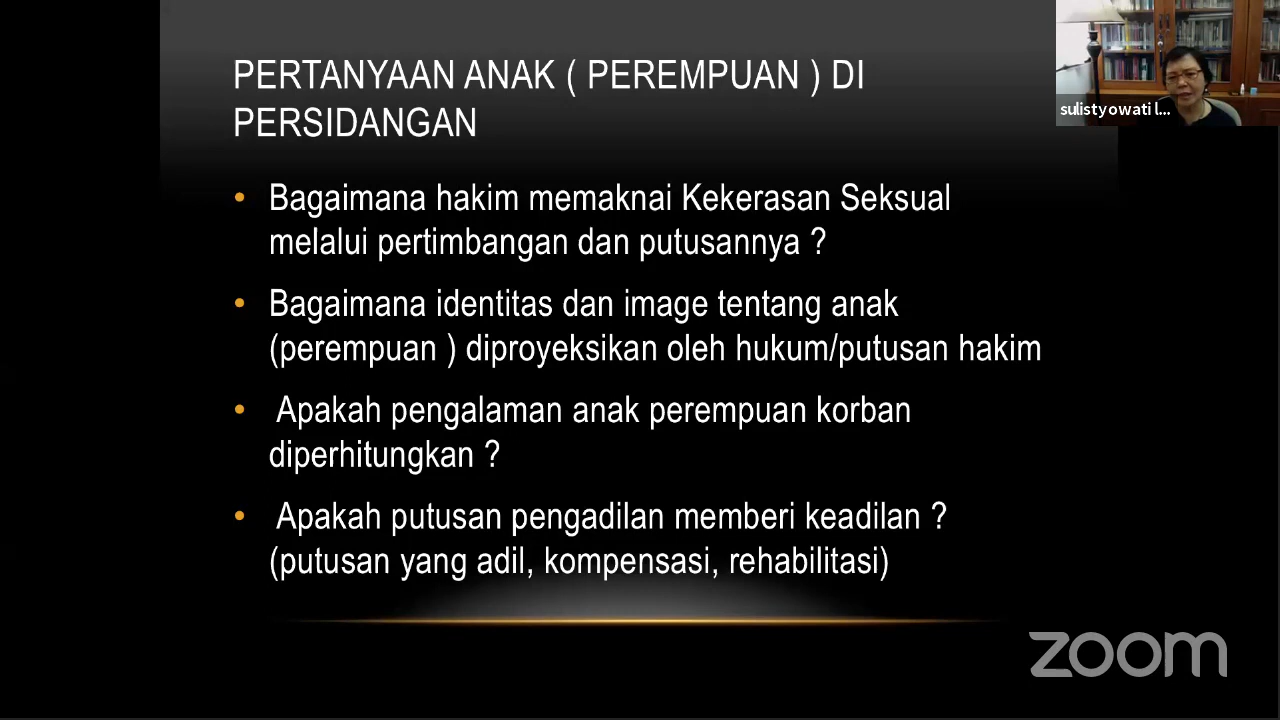 PERTANYAAN ANAK ( PEREMPUAN ) DI
PERSIDANGAN
sulistyowati l...
• Bagaimana hakim memaknai Kekerasan Seksual
melalui pertimbangan dan putusannya ?
• Bagaimana identitas dan image tentang anak
(perempuan ) diproyeksikan oleh hukum/putusan hakim
• Apakah pengalaman anak perempuan korban
diperhitungkan ?
• Apakah putusan pengadilan memberi keadilan ?
(putusan yang adil, kompensasi, rehabilitasi)
zoom